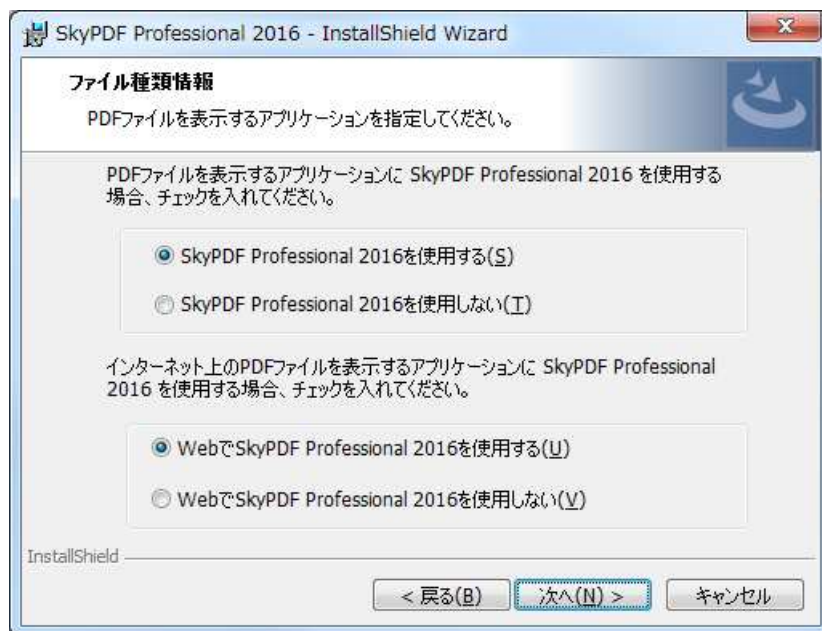 SkyPDF Professional 2016 - InstallShield Wizard
ファイル種類情報
PDFファイルを表示するアプリケーションを指定してください。
PDFファイルを表示するアプリケーションに SkyPDF Professional 2016 を使用する
場合、チェックを入れてください。
SkyPDF Professional 2016を使用する(S)
SkyPDF Professional 2016を使用しない(T)
インターネット上のPDFファイルを表示するアプリケーションに SkyPDF Professional
2016 を使用する場合、チェックを入れてください。
WebでSkyPDF Professional 2016を使用する(U)
WebでSkyPDF Professional 2016を使用しない(V)
InstallShield
< 戻る(B) 次へ(N) > キャンセル